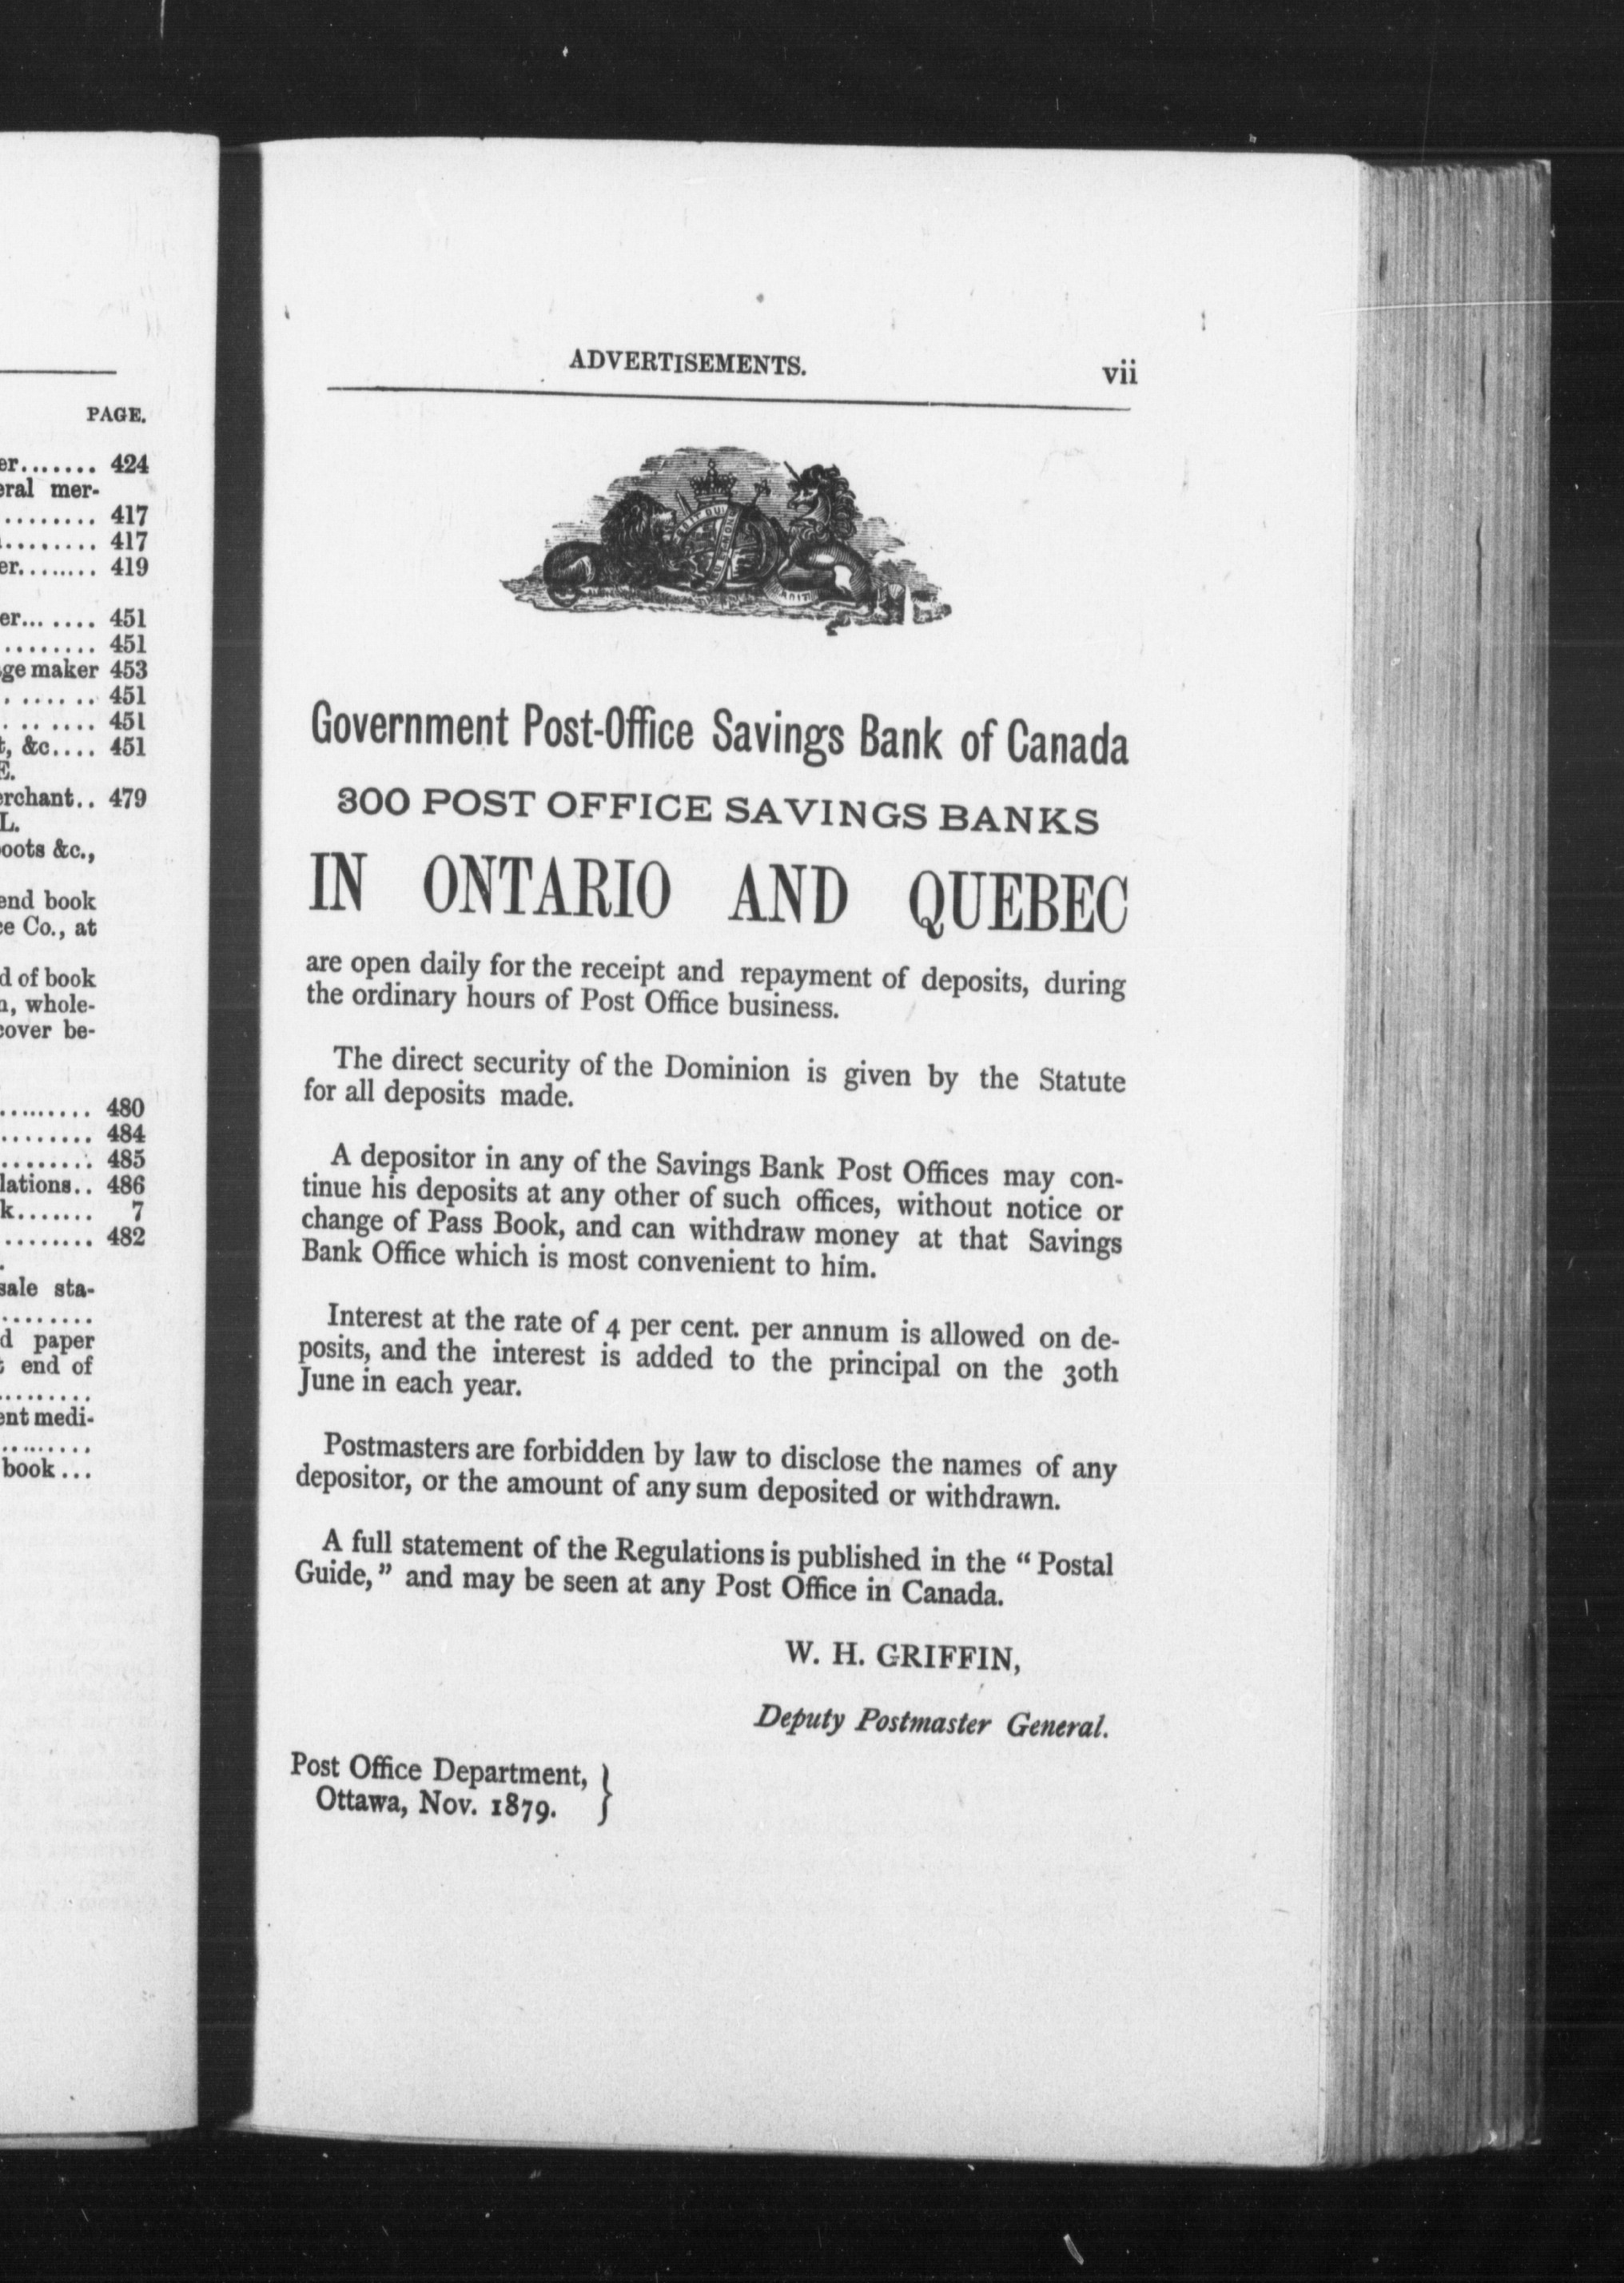 PAGE.
er....... 424
eral mer-
......... 417
......... 417
er........ 419
er... .... 451
......... 451
ge maker 453
. ...... 451
. .. .... 451
t, &c.... 451
E.
erchant.. 479
L.
oots &c.,
end book
ce Co., at
d of book
n, whole-
cover be-
......... 480
......... 484
......... 485
lations.. 486
k....... 7
......... 482
sale sta-
.........
d paper
t end of
.........
ent medi-
.........
book...
ADVERTISEMENTS. vii
Government Post-Office Savings Bank of Canada
300 POST OFFICE SAVINGS BANKS
IN ONTARIO AND QUEBEC
are open daily for the receipt and repayment of deposits, during
the ordinary hours of Post Office business.
The direct security of the Dominion is given by the Statute
for all deposits made.
A depositor in any of the Savings Bank Post Offices may con-
tinue his deposits at any other of such offices, without notice or
change of Pass Book, and can withdraw money at that Savings
Bank Office which is most convenient to him.
Interest at the rate of 4 per cent. per annum is allowed on de-
posits, and the interest is added to the principal on the 30th
June in each year.
Postmasters are forbidden by law to disclose the names of any
depositor, or the amount of any sum deposited or withdrawn.
A full statement of the Regulations is published in the “ Postal
Guide, ” and may be seen at any Post Office in Canada.
W. H. GRIFFIN,
Deputy Postmaster General.
Post Office Department, }
Ottawa, Nov. 1879.